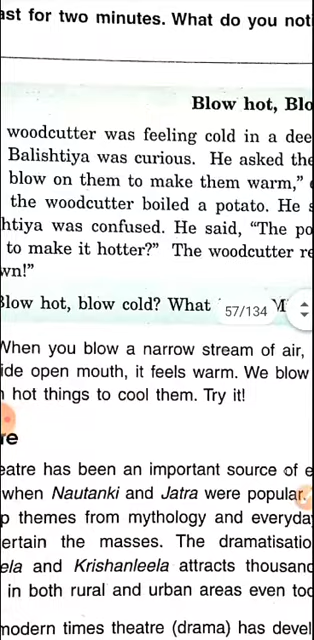 ast for two minutes. What do you not
Blow hot, Blo
woodcutter was feeling cold in a dee
Balishtiya was curious. He asked the
blow on them to make them warm,"
the woodcutter boiled a potato. He s
htiya was confused. He said, "The po
to make it hotter?" The woodcutter re
wn!"
Blow hot, blow cold? What
57/134
When you blow a narrow stream of air,
ide open mouth, it feels warm. We blow
hot things to cool them. Try it!
re
eatre has been an important source of e
when Nautanki and Jatra were popular.
p themes from mythology and everyda
ertain the masses. The dramatisatio
ela and Krishanleela attracts thousand
in both rural and urban areas even tod
modern times theatre (drama) has devel